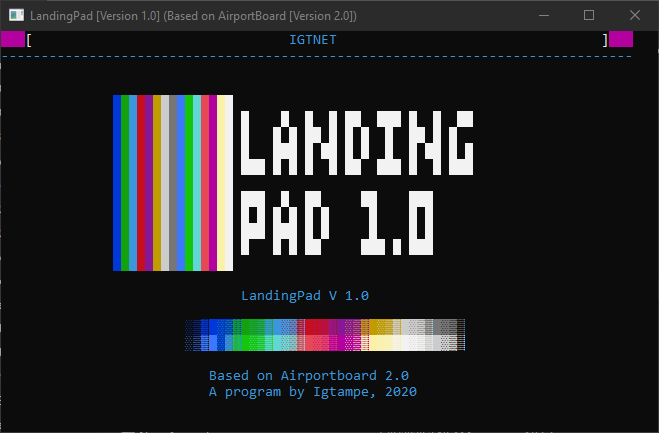 LandingPad [Version 1.0] (Based on AirportBoard [Version 2.0])
[ IGTNET ]
LANDING
PAD 1.0
LandingPad V 1.0
Based on Airportboard 2.0
A program by Igtampe, 2020